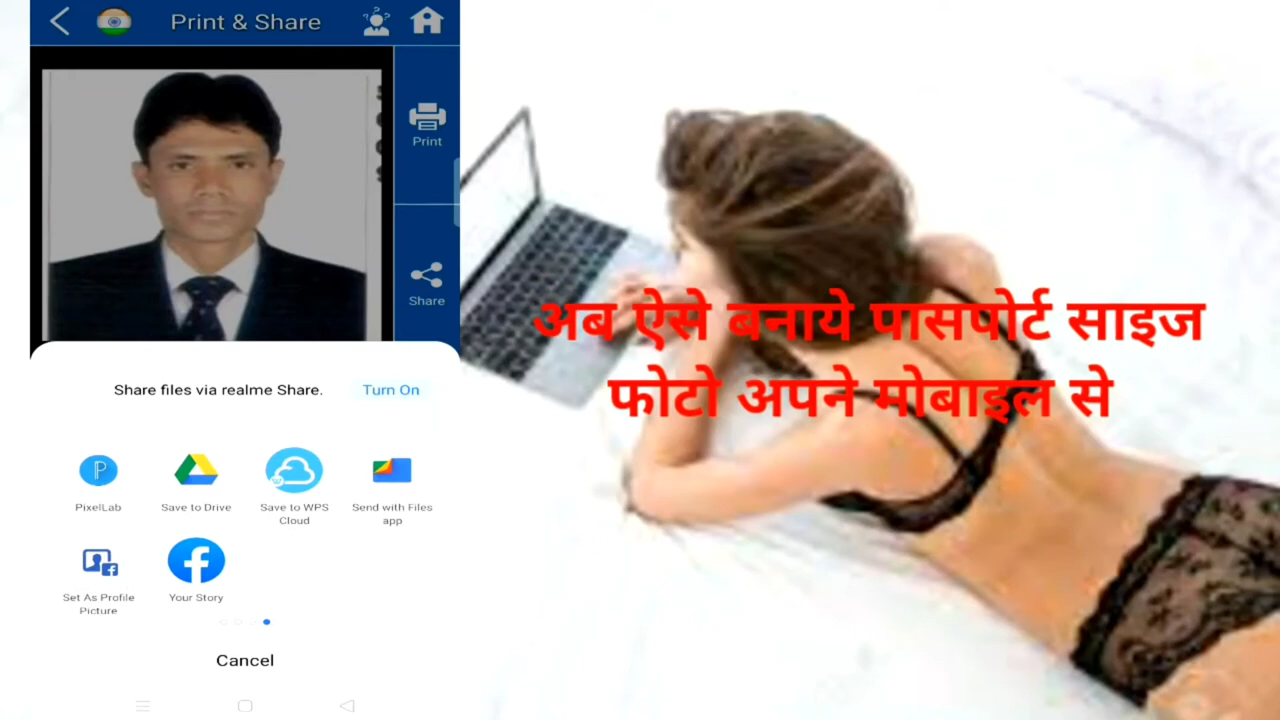 Print & Share
Print
Share
Share files via realme Share.
Turn On
PixelLab
Save to Drive
Save to WPS
Cloud
Send with Files
app
Set As Profile
Picture
Your Story
Cancel
अब ऐसे बनाये पासपोर्ट साइज
फोटो अपने मोबाइल से